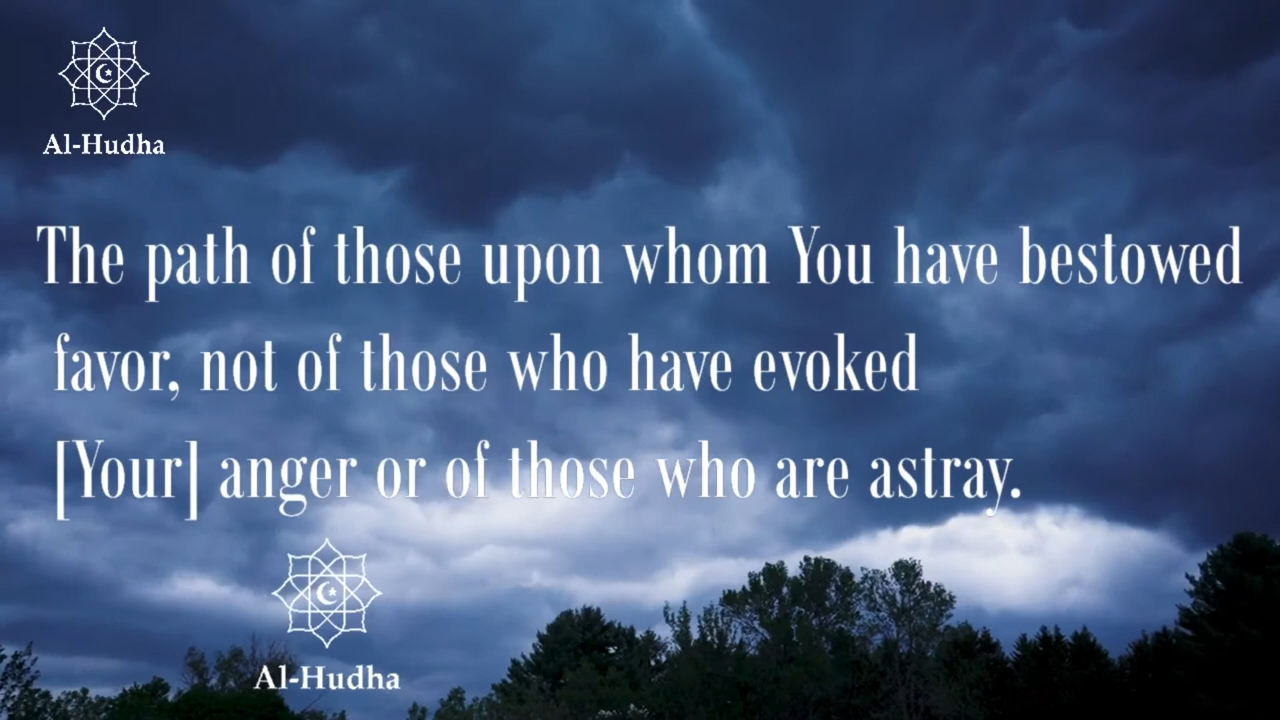 Al-Hudha
The path of those upon whom You have bestowed
favor, not of those who have evoked
[Your] anger or of those who are astray.
Al-Hudha